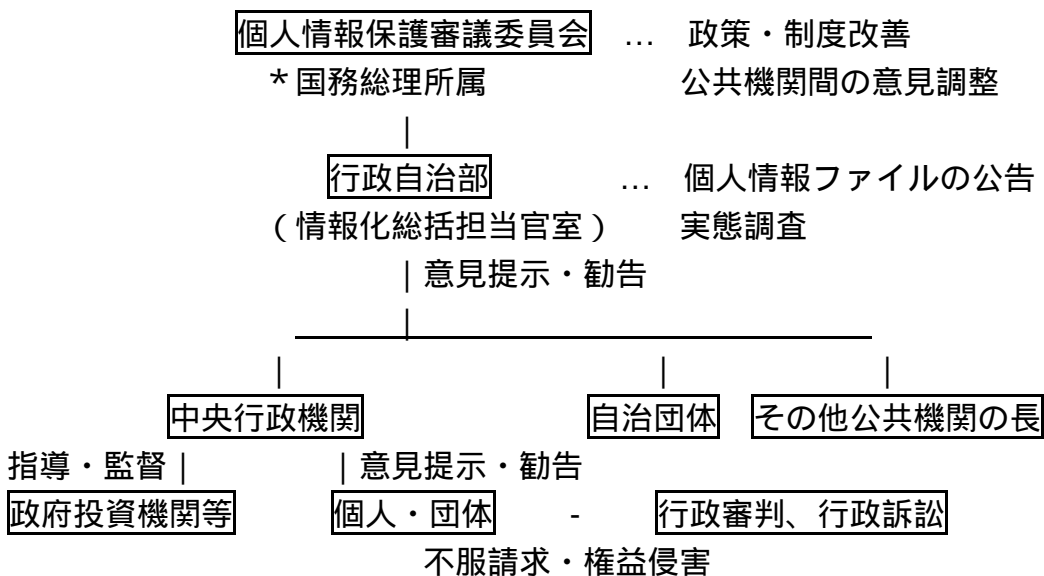 個人情報保護審議委員会 … 政策・制度改善
*国務総理所属 公共機関間の意見調整
|
行政自治部 … 個人情報ファイルの公告
(情報化総括担当官室) 実態調査
|意見提示・勧告
|
| | |
中央行政機関 自治団体 その他公共機関の長
指導・監督| |意見提示・勧告
政府投資機関等 個人・団体 - 行政審判、行政訴訟
不服請求・権益侵害